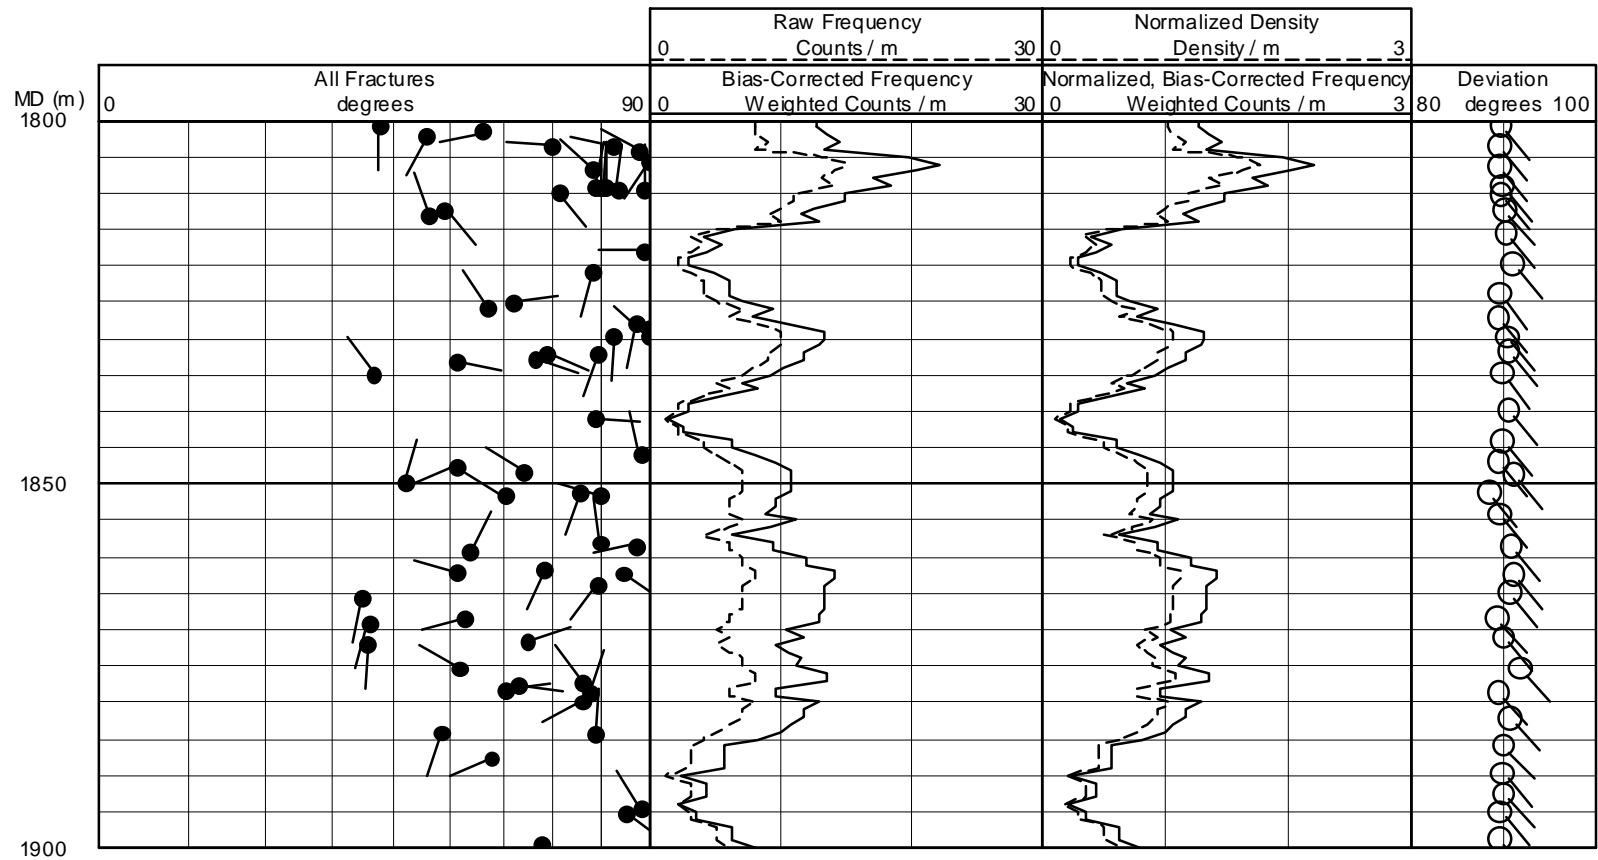 Raw Frequency
Counts / m
0 30
Normalized Density
Density / m
0 3
All Fractures
degrees
0 90
Bias-Corrected Frequency
Weighted Counts / m
0 30
Normalized, Bias-Corrected Frequency
Weighted Counts / m
0 3
Deviation
80 degrees 100
MD (m)
1800
1850
1900